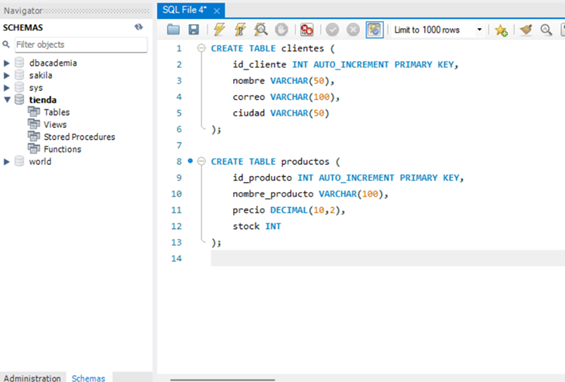 Navigator
SCHEMAS
Filter objects
dbacademia
sakila
sys
tienda
Tables
Views
Stored Procedures
Functions
world
Administration Schemas
SQL File 4*
Limit to 1000 rows
1 CREATE TABLE clientes (
2 id_cliente INT AUTO_INCREMENT PRIMARY KEY,
3 nombre VARCHAR(50),
4 correo VARCHAR(100),
5 ciudad VARCHAR(50)
6 );
7
8 CREATE TABLE productos (
9 id_producto INT AUTO_INCREMENT PRIMARY KEY,
10 nombre_producto VARCHAR(100),
11 precio DECIMAL(10,2),
12 stock INT
13 );
14